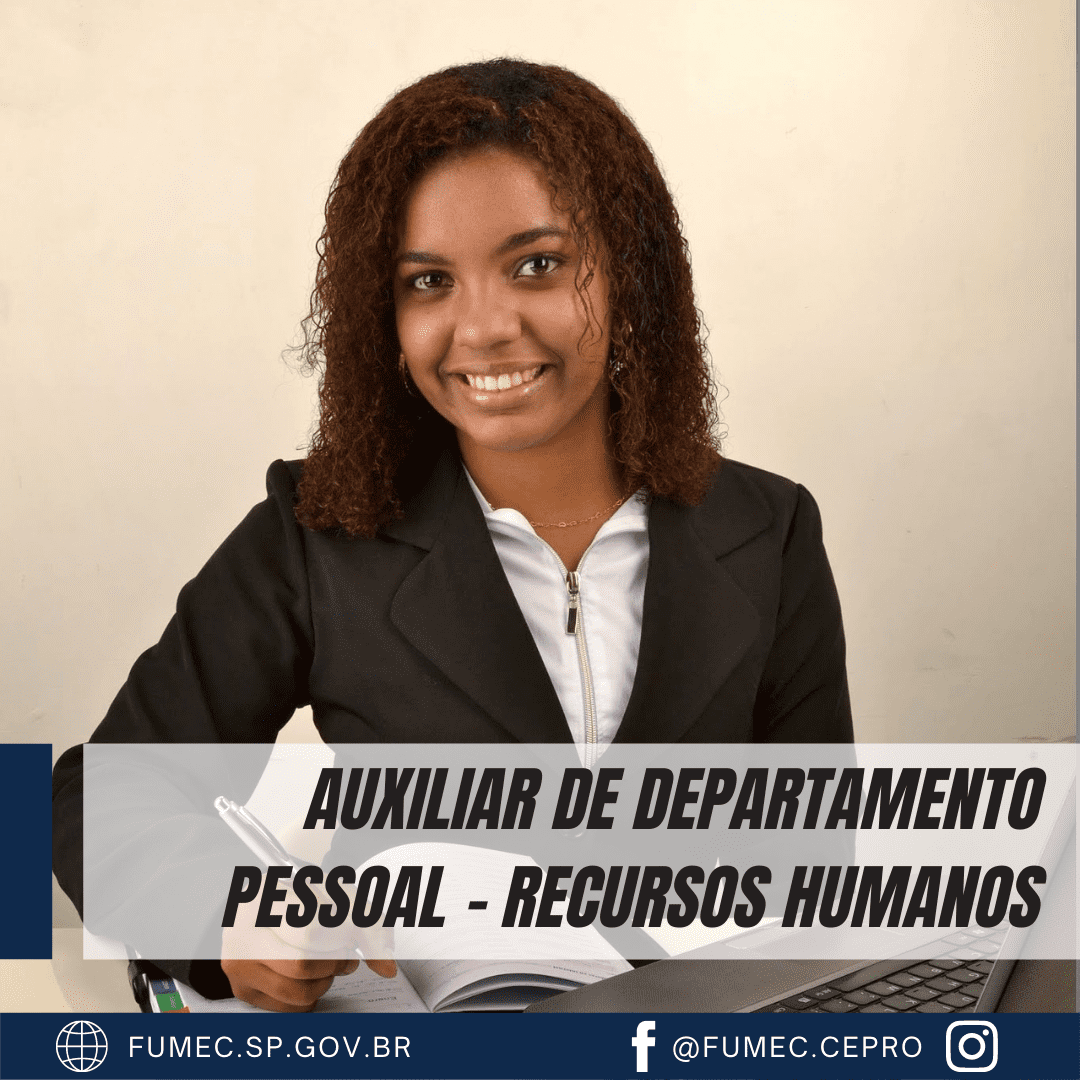 AUXILIAR DE DEPARTAMENTO
PESSOAL - RECURSOS HUMANOS
FUMEC.SP.GOV.BR
@FUMEC.CEPRO